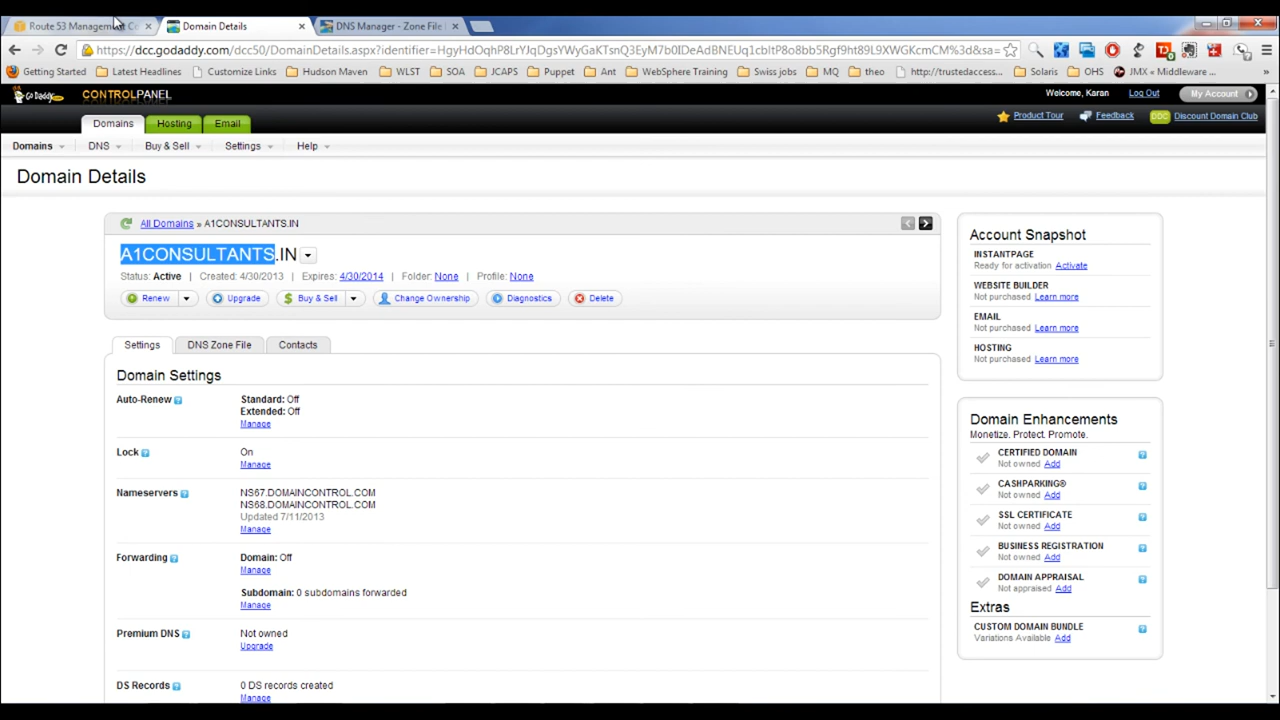 Route 53 Management Co
Domain Details
DNS Manager - Zone File
https://dcc.godaddy.com/dcc50/DomainDetails.aspx?identifier=
Getting Started Latest Headlines Customize Links Hudson Maven WLST SOA JCAPS Puppet Ant WebSphere Training Swiss jobs MQ theo http://trustedaccess... Solaris OHS JMX « Middleware ...
Go Daddy CONTROLPANEL
Welcome, Karan Log Out My Account
Domains Hosting Email
Product Tour Feedback DDC Discount Domain Club
Domains DNS Buy & Sell Settings Help
Domain Details
All Domains » A1CONSULTANTS.IN
A1CONSULTANTS.IN
Status: Active | Created: 4/30/2013 | Expires: 4/30/2014 | Folder: None | Profile: None
Renew Upgrade Buy & Sell Change Ownership Diagnostics Delete
Settings DNS Zone File Contacts
Domain Settings
Auto-Renew Standard: Off
Extended: Off
Manage
Lock On
Manage
Nameservers NS67.DOMAINCONTROL.COM
NS68.DOMAINCONTROL.COM
Updated 7/11/2013
Manage
Forwarding Domain: Off
Manage
Subdomain: 0 subdomains forwarded
Manage
Premium DNS Not owned
Upgrade
DS Records 0 DS records created
Manage
Account Snapshot
INSTANTPAGE
Ready for activation Activate
WEBSITE BUILDER
Not purchased Learn more
EMAIL
Not purchased Learn more
HOSTING
Not purchased Learn more
Domain Enhancements
Monetize. Protect. Promote.
CERTIFIED DOMAIN
Not owned Add
CASHPARKING®
Not owned Add
SSL CERTIFICATE
Not owned Add
BUSINESS REGISTRATION
Not owned Add
DOMAIN APPRAISAL
Not appraised Add
Extras
CUSTOM DOMAIN BUNDLE
Variations Available Add